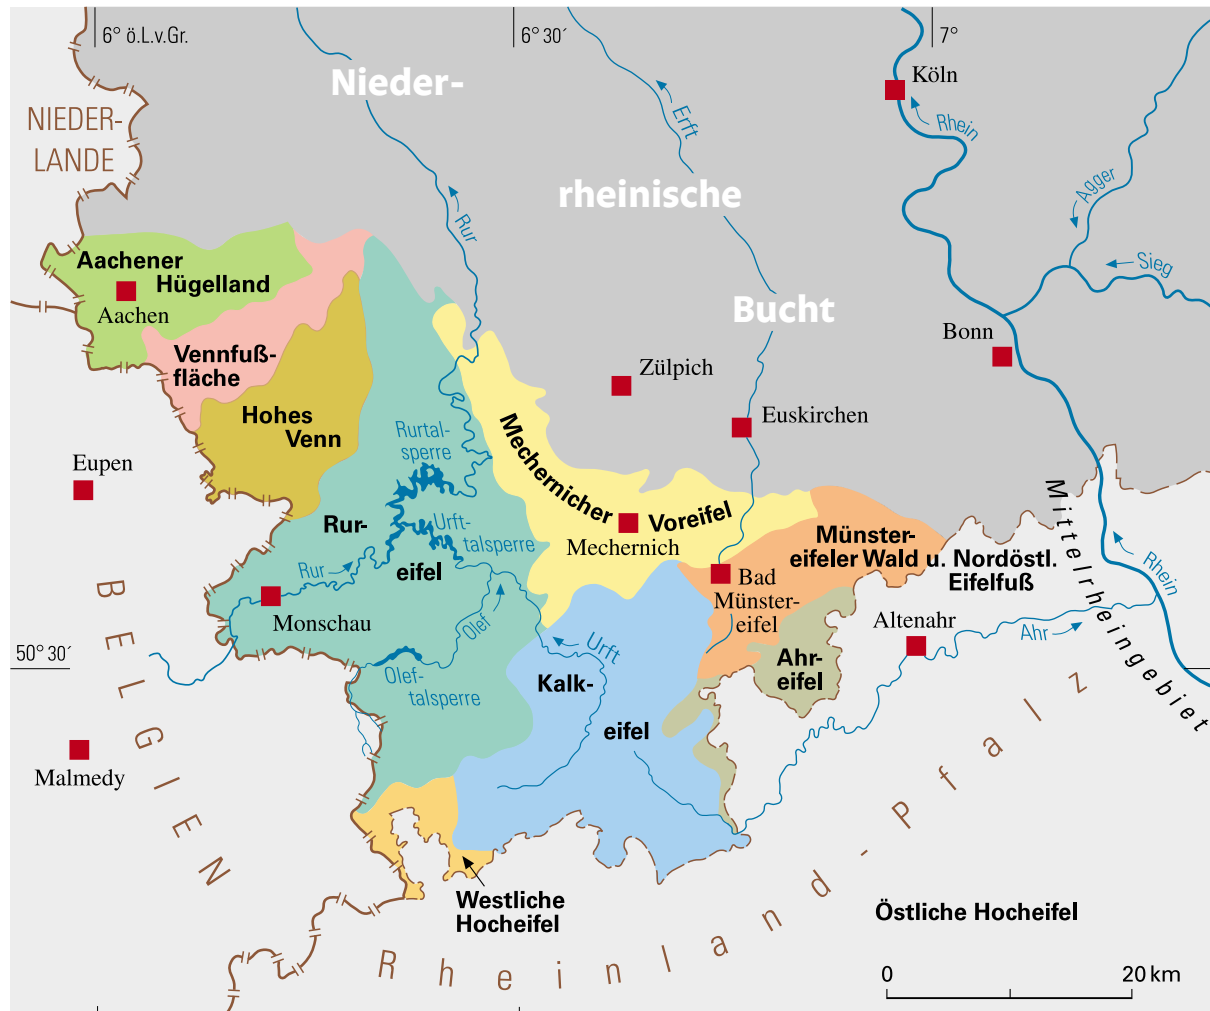 6° ö.L.v.Gr.
6° 30´
7°
Köln
Nieder-
NIEDER-
LANDE
Erft
Rhein
Agger
rheinische
Rur
Sieg
Aachener
Hügelland
Aachen
Bucht
Bonn
Vennfuß-
fläche
Zülpich
Hohes
Venn
Euskirchen
Rurtal-
sperre
Mechernicher
Voreifel
Eupen
Mittelrheingebiet
Rur-
eifel
Urft-
talsperre
Mechernich
Münster-
eifeler Wald u. Nordöstl.
Eifelfuß
Rur
Bad
Münster-
eifel
Rhein
BELGIEN
Monschau
Olef
Altenahr
Ahr
Urft
50° 30´
Olef-
talsperre
Kalk-
eifel
Ahr-
eifel
Malmedy
Westliche
Hocheifel
Östliche Hocheifel
Rheinland-Pfalz
0
20 km